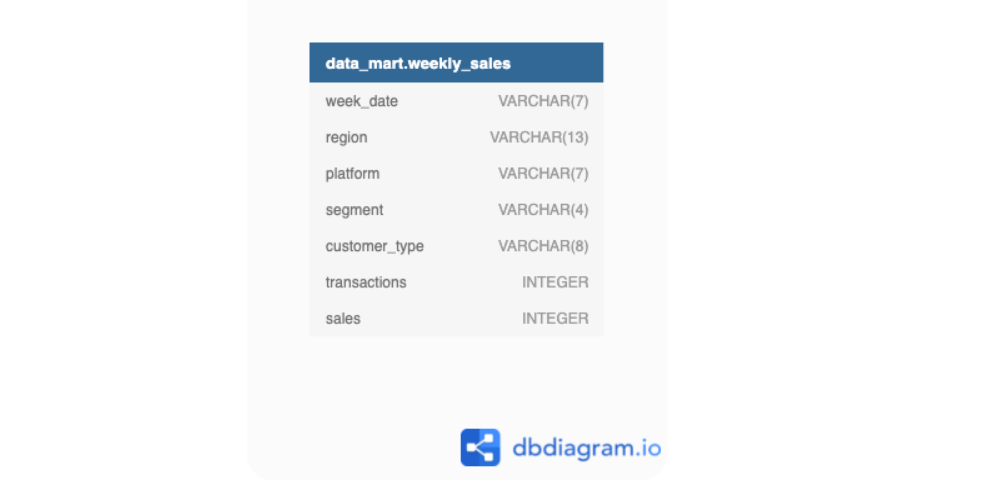 data_mart.weekly_sales
week_date VARCHAR(7)
region VARCHAR(13)
platform VARCHAR(7)
segment VARCHAR(4)
customer_type VARCHAR(8)
transactions INTEGER
sales INTEGER
dbdiagram.io